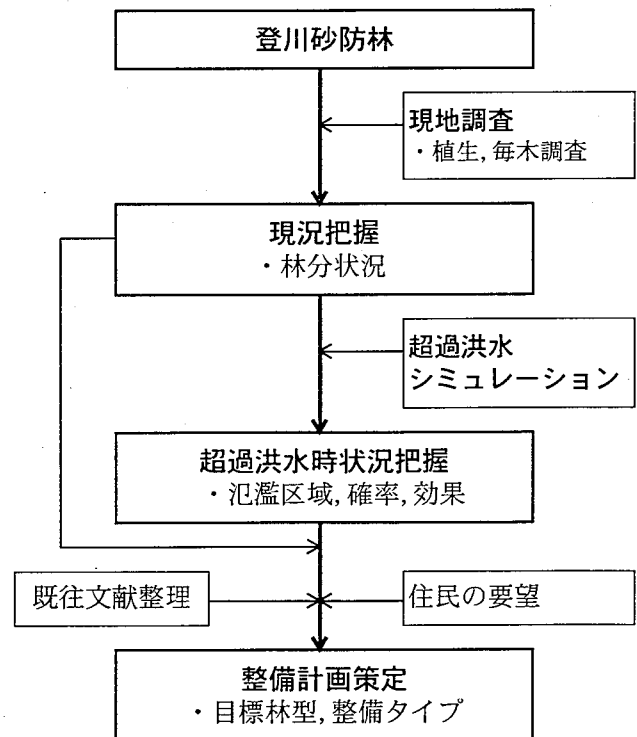 登川砂防林
現地調査
・植生,毎木調査
現況把握
・林分状況
超過洪水
シミュレーション
超過洪水時状況把握
・氾濫区域,確率,効果
既往文献整理
住民の要望
整備計画策定
・目標林型,整備タイプ